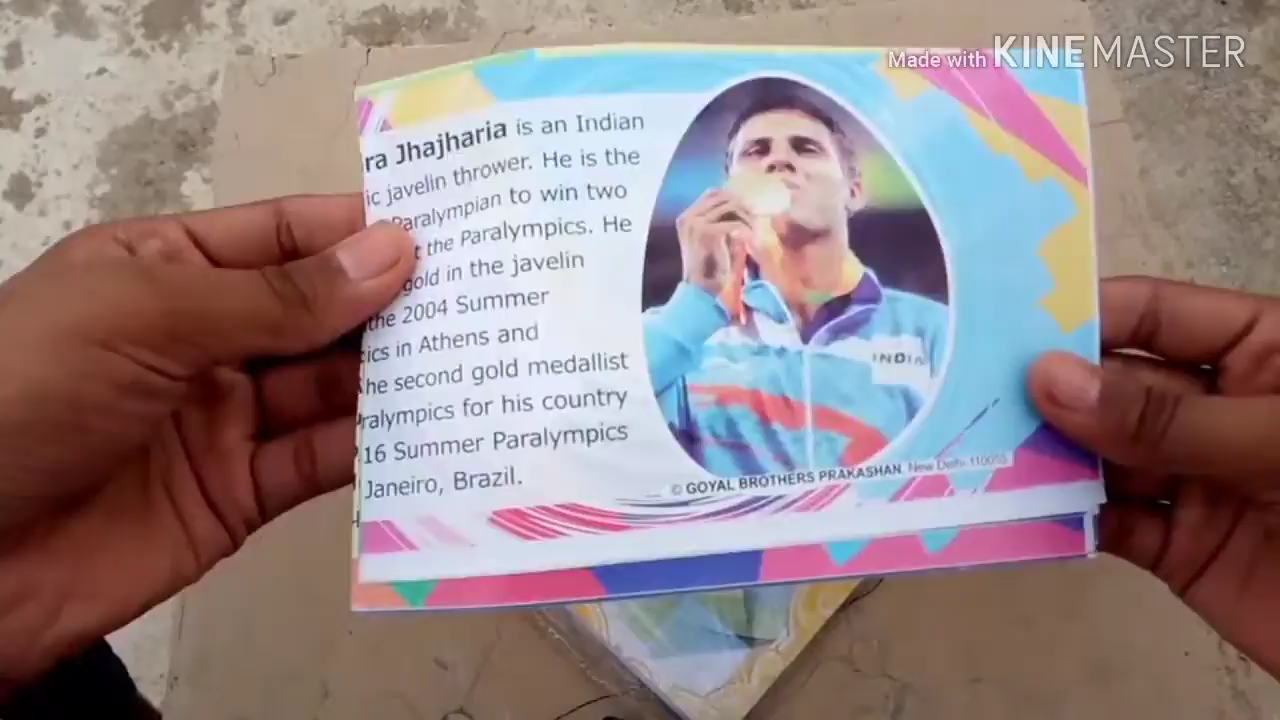 Made with KINEMASTER
ra Jhajharia is an Indian
ic javelin thrower. He is the
Paralympian to win two
t the Paralympics. He
gold in the javelin
the 2004 Summer
ics in Athens and
he second gold medallist
ralympics for his country
16 Summer Paralympics
Janeiro, Brazil.
INDIA
© GOYAL BROTHERS PRAKASHAN, New Delhi-